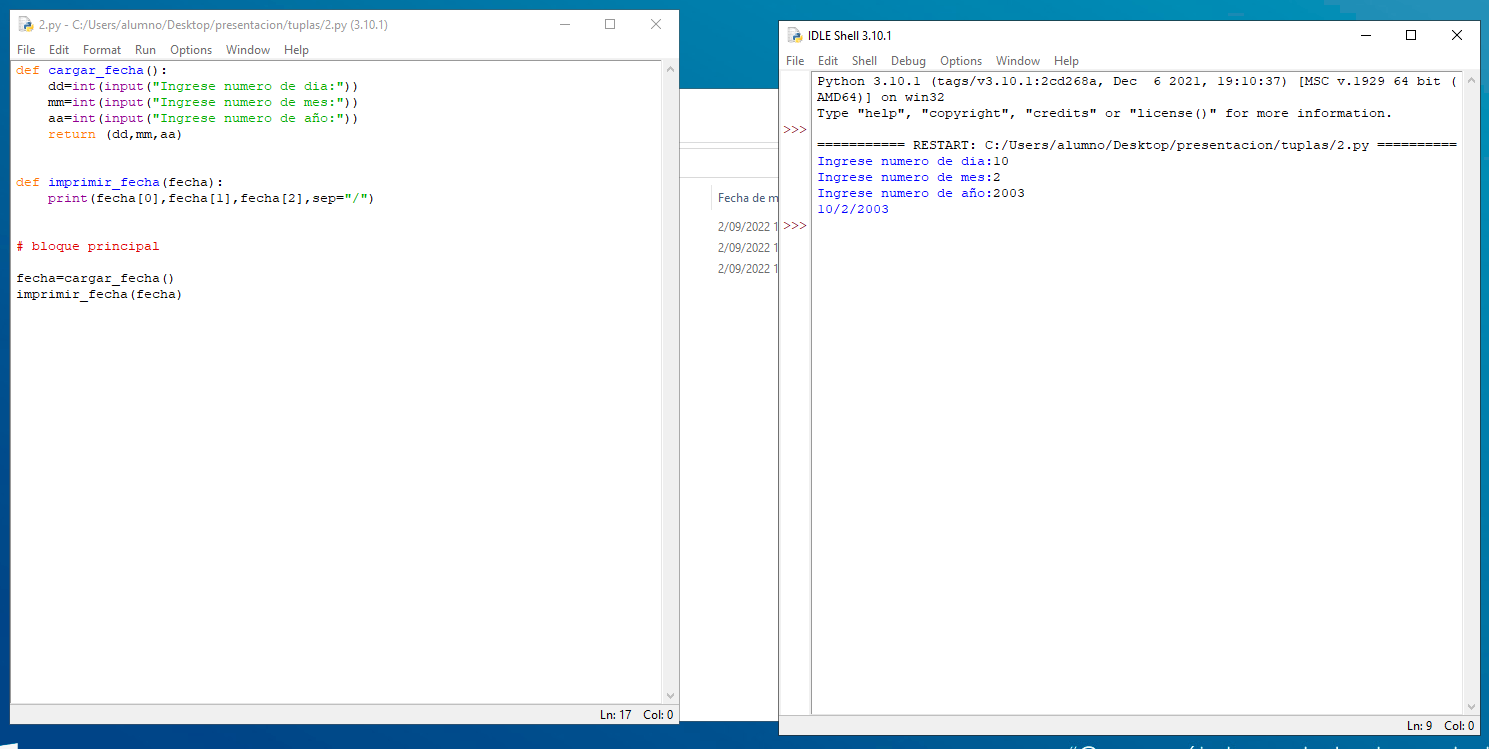 2.py - C:/Users/alumno/Desktop/presentacion/tuplas/2.py (3.10.1)
File Edit Format Run Options Window Help
def cargar_fecha():
    dd=int(input("Ingrese numero de dia:"))
    mm=int(input("Ingrese numero de mes:"))
    aa=int(input("Ingrese numero de año:"))
    return (dd,mm,aa)
def imprimir_fecha(fecha):
    print(fecha[0],fecha[1],fecha[2],sep="/")
# bloque principal
fecha=cargar_fecha()
imprimir_fecha(fecha)
Ln: 17 Col: 0
Fecha de m
2/09/2022 1
2/09/2022 1
2/09/2022 1
IDLE Shell 3.10.1
File Edit Shell Debug Options Window Help
Python 3.10.1 (tags/v3.10.1:2cd268a, Dec  6 2021, 19:10:37) [MSC v.1929 64 bit (
AMD64)] on win32
Type "help", "copyright", "credits" or "license()" for more information.
>>>
=========== RESTART: C:/Users/alumno/Desktop/presentacion/tuplas/2.py ==========
Ingrese numero de dia:10
Ingrese numero de mes:2
Ingrese numero de año:2003
10/2/2003
>>>
Ln: 9 Col: 0